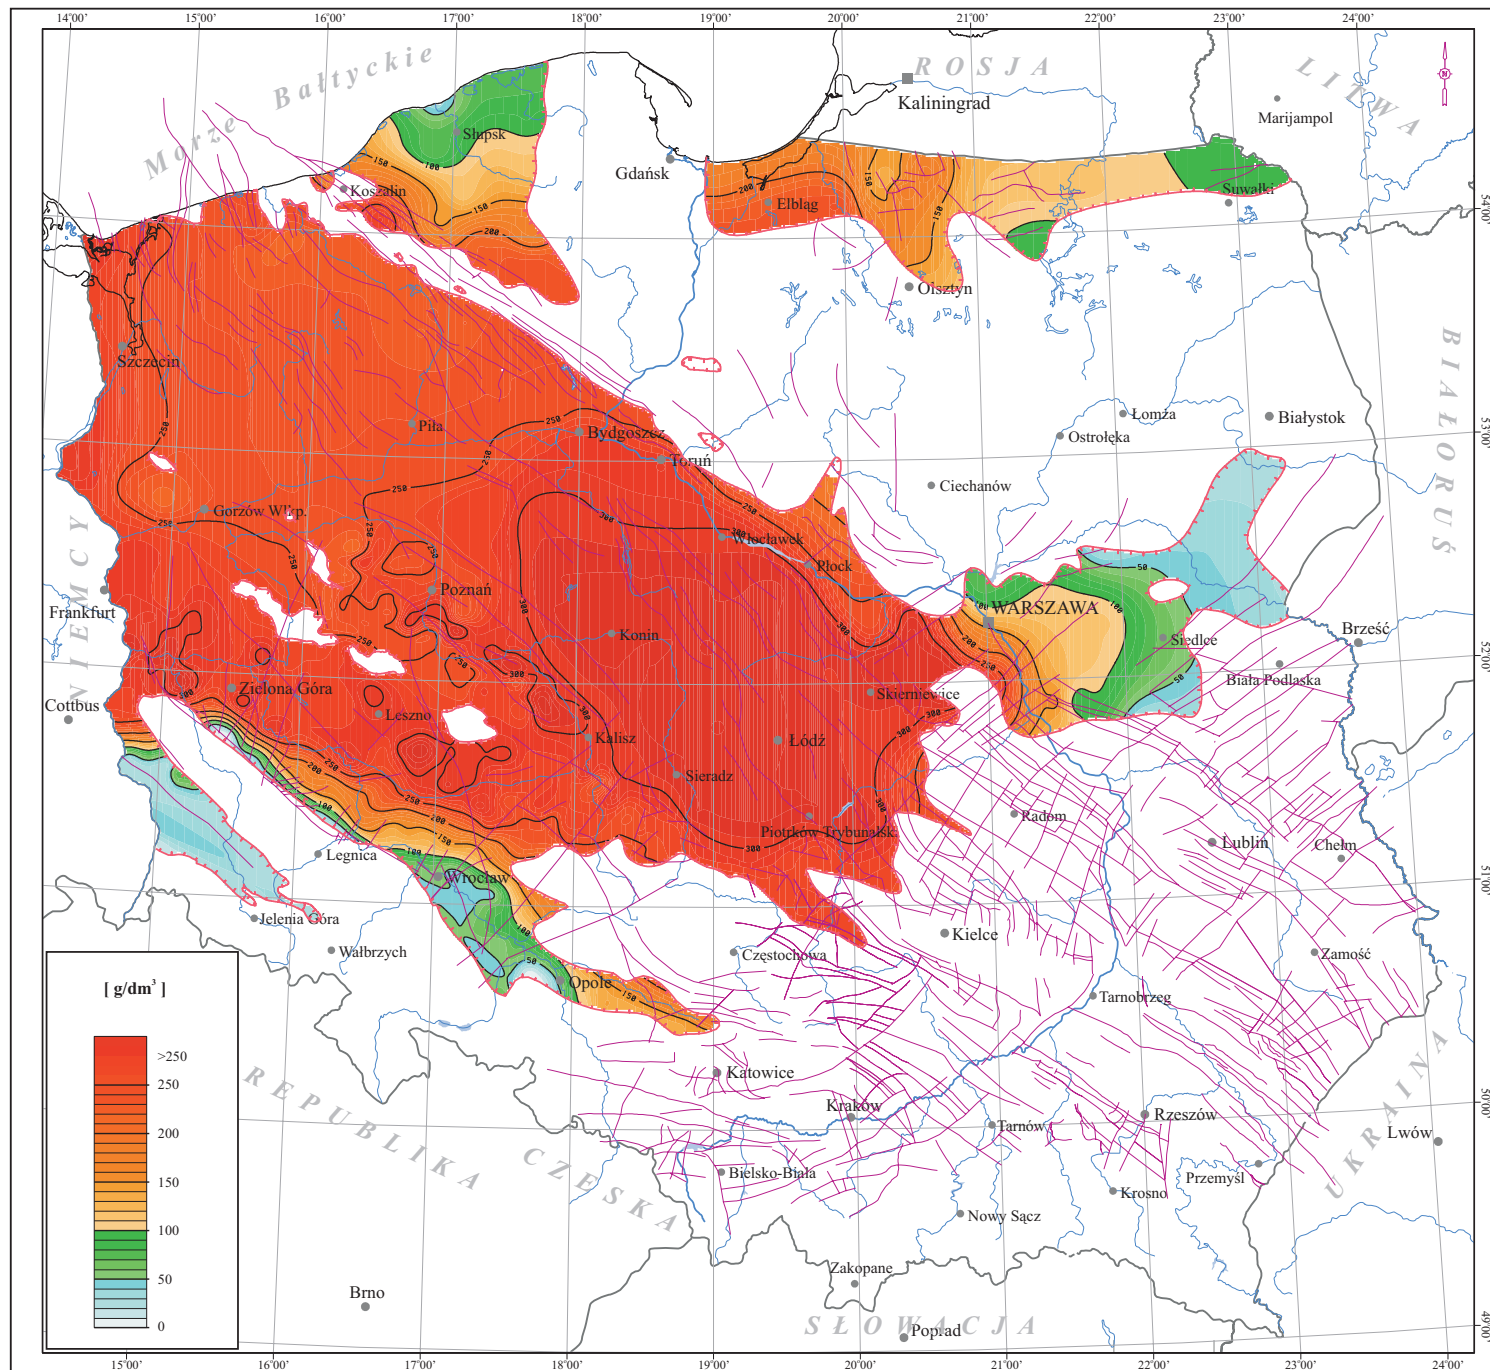 14°00' 15°00' 16°00' 17°00' 18°00' 19°00' 20°00' 21°00' 22°00' 23°00' 24°00'
Morze Bałtyckie
ROSJA
LITWA
N
Kaliningrad
Marijampol
Słupsk
Gdańsk
Koszalin
Elbląg
Suwałki
54°00'
Olsztyn
Szczecin
BIAŁORUŚ
Piła
Bydgoszcz
Toruń
Łomża
Białystok
Ostrołęka
53°00'
Ciechanów
Gorzów Wlkp.
Włocławek
Płock
NIEMCY
Frankfurt
Poznań
WARSZAWA
Konin
Siedlce
Brześć
52°00'
Zielona Góra
Skierniewice
Biała Podlaska
Cottbus
Leszno
Kalisz
Łódź
Sieradz
Radom
Piotrków Trybunalsk.
Lublin
Chełm
Legnica
Wrocław
51°00'
Jelenia Góra
Kielce
Wałbrzych
Częstochowa
Zamość
Opole
Tarnobrzeg
[ g/dm³ ]
>250
250
200
150
100
50
0
REPUBLIKA CZESKA
Katowice
Kraków
Tarnów
Rzeszów
50°00'
Lwów
UKRAINA
Bielsko-Biała
Przemyśl
Krosno
Nowy Sącz
Zakopane
Brno
SŁOWACJA
Poprad
49°00'
15°00' 16°00' 17°00' 18°00' 19°00' 20°00' 21°00' 22°00' 23°00' 24°00'